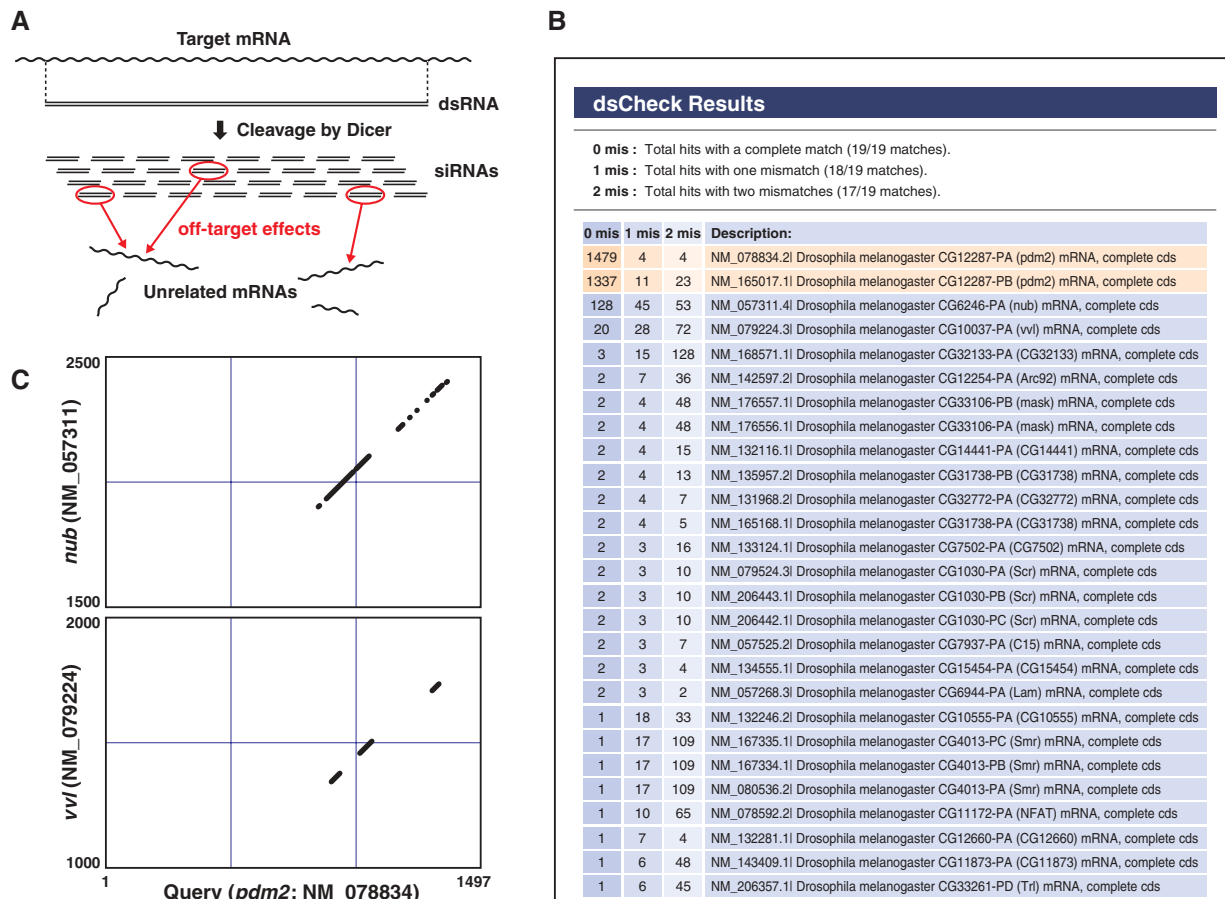 A
Target mRNA
dsRNA
Cleavage by Dicer
siRNAs
off-target effects
Unrelated mRNAs
B
dsCheck Results
0 mis : Total hits with a complete match (19/19 matches).
1 mis : Total hits with one mismatch (18/19 matches).
2 mis : Total hits with two mismatches (17/19 matches).
0 mis 1 mis 2 mis Description:
1479 4 4 NM_078834.2| Drosophila melanogaster CG12287-PA (pdm2) mRNA, complete cds
1337 11 23 NM_165017.1| Drosophila melanogaster CG12287-PB (pdm2) mRNA, complete cds
128 45 53 NM_057311.4| Drosophila melanogaster CG6246-PA (nub) mRNA, complete cds
20 28 72 NM_079224.3| Drosophila melanogaster CG10037-PA (vvl) mRNA, complete cds
3 15 128 NM_168571.1| Drosophila melanogaster CG32133-PA (CG32133) mRNA, complete cds
2 7 36 NM_142597.2| Drosophila melanogaster CG12254-PA (Arc92) mRNA, complete cds
2 4 48 NM_176557.1| Drosophila melanogaster CG33106-PB (mask) mRNA, complete cds
2 4 48 NM_176556.1| Drosophila melanogaster CG33106-PA (mask) mRNA, complete cds
2 4 15 NM_132116.1| Drosophila melanogaster CG14441-PA (CG14441) mRNA, complete cds
2 4 13 NM_135957.2| Drosophila melanogaster CG31738-PB (CG31738) mRNA, complete cds
2 4 7 NM_131968.2| Drosophila melanogaster CG32772-PA (CG32772) mRNA, complete cds
2 4 5 NM_165168.1| Drosophila melanogaster CG31738-PA (CG31738) mRNA, complete cds
2 3 16 NM_133124.1| Drosophila melanogaster CG7502-PA (CG7502) mRNA, complete cds
2 3 10 NM_079524.3| Drosophila melanogaster CG1030-PA (Scr) mRNA, complete cds
2 3 10 NM_206443.1| Drosophila melanogaster CG1030-PB (Scr) mRNA, complete cds
2 3 10 NM_206442.1| Drosophila melanogaster CG1030-PC (Scr) mRNA, complete cds
2 3 7 NM_057525.2| Drosophila melanogaster CG7937-PA (C15) mRNA, complete cds
2 3 4 NM_134555.1| Drosophila melanogaster CG15454-PA (CG15454) mRNA, complete cds
2 3 2 NM_057268.3| Drosophila melanogaster CG6944-PA (Lam) mRNA, complete cds
1 18 33 NM_132246.2| Drosophila melanogaster CG10555-PA (CG10555) mRNA, complete cds
1 17 109 NM_167335.1| Drosophila melanogaster CG4013-PC (Smr) mRNA, complete cds
1 17 109 NM_167334.1| Drosophila melanogaster CG4013-PB (Smr) mRNA, complete cds
1 17 109 NM_080536.2| Drosophila melanogaster CG4013-PA (Smr) mRNA, complete cds
1 10 65 NM_078592.2| Drosophila melanogaster CG11172-PA (NFAT) mRNA, complete cds
1 7 4 NM_132281.1| Drosophila melanogaster CG12660-PA (CG12660) mRNA, complete cds
1 6 48 NM_143409.1| Drosophila melanogaster CG11873-PA (CG11873) mRNA, complete cds
1 6 45 NM_206357.1| Drosophila melanogaster CG33261-PD (Trl) mRNA, complete cds
C
2500
nub (NM_057311)
1500
2000
vvl (NM_079224)
1000
1 1497
Query (pdm2: NM_078834)